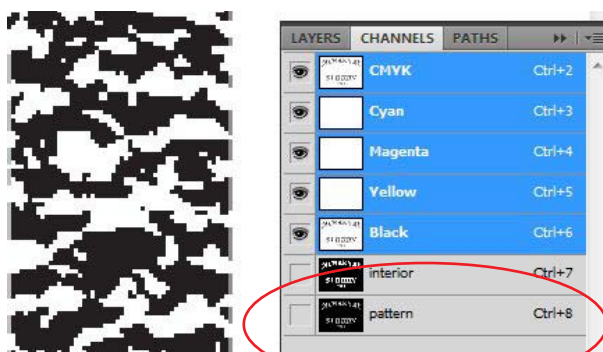 LAYERS CHANNELS PATHS
CMYK Ctrl+2
Cyan Ctrl+3
Magenta Ctrl+4
Yellow Ctrl+5
Black Ctrl+6
interior Ctrl+7
pattern Ctrl+8